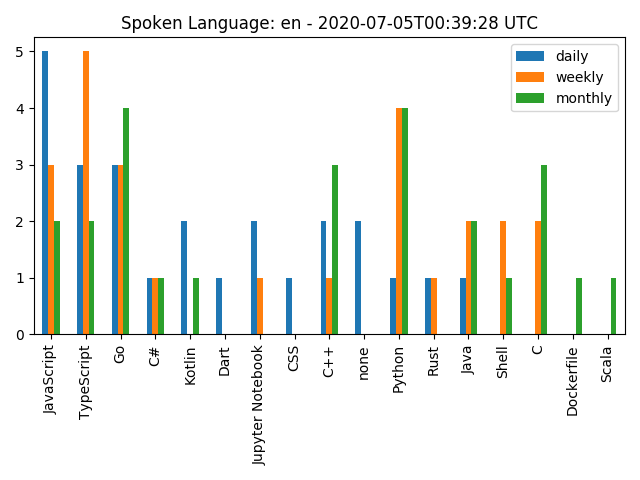 Spoken Language: en - 2020-07-05T00:39:28 UTC
daily
weekly
monthly
5
4
3
2
1
0
JavaScript
TypeScript
Go
C#
Kotlin
Dart
Jupyter Notebook
CSS
C++
none
Python
Rust
Java
Shell
C
Dockerfile
Scala